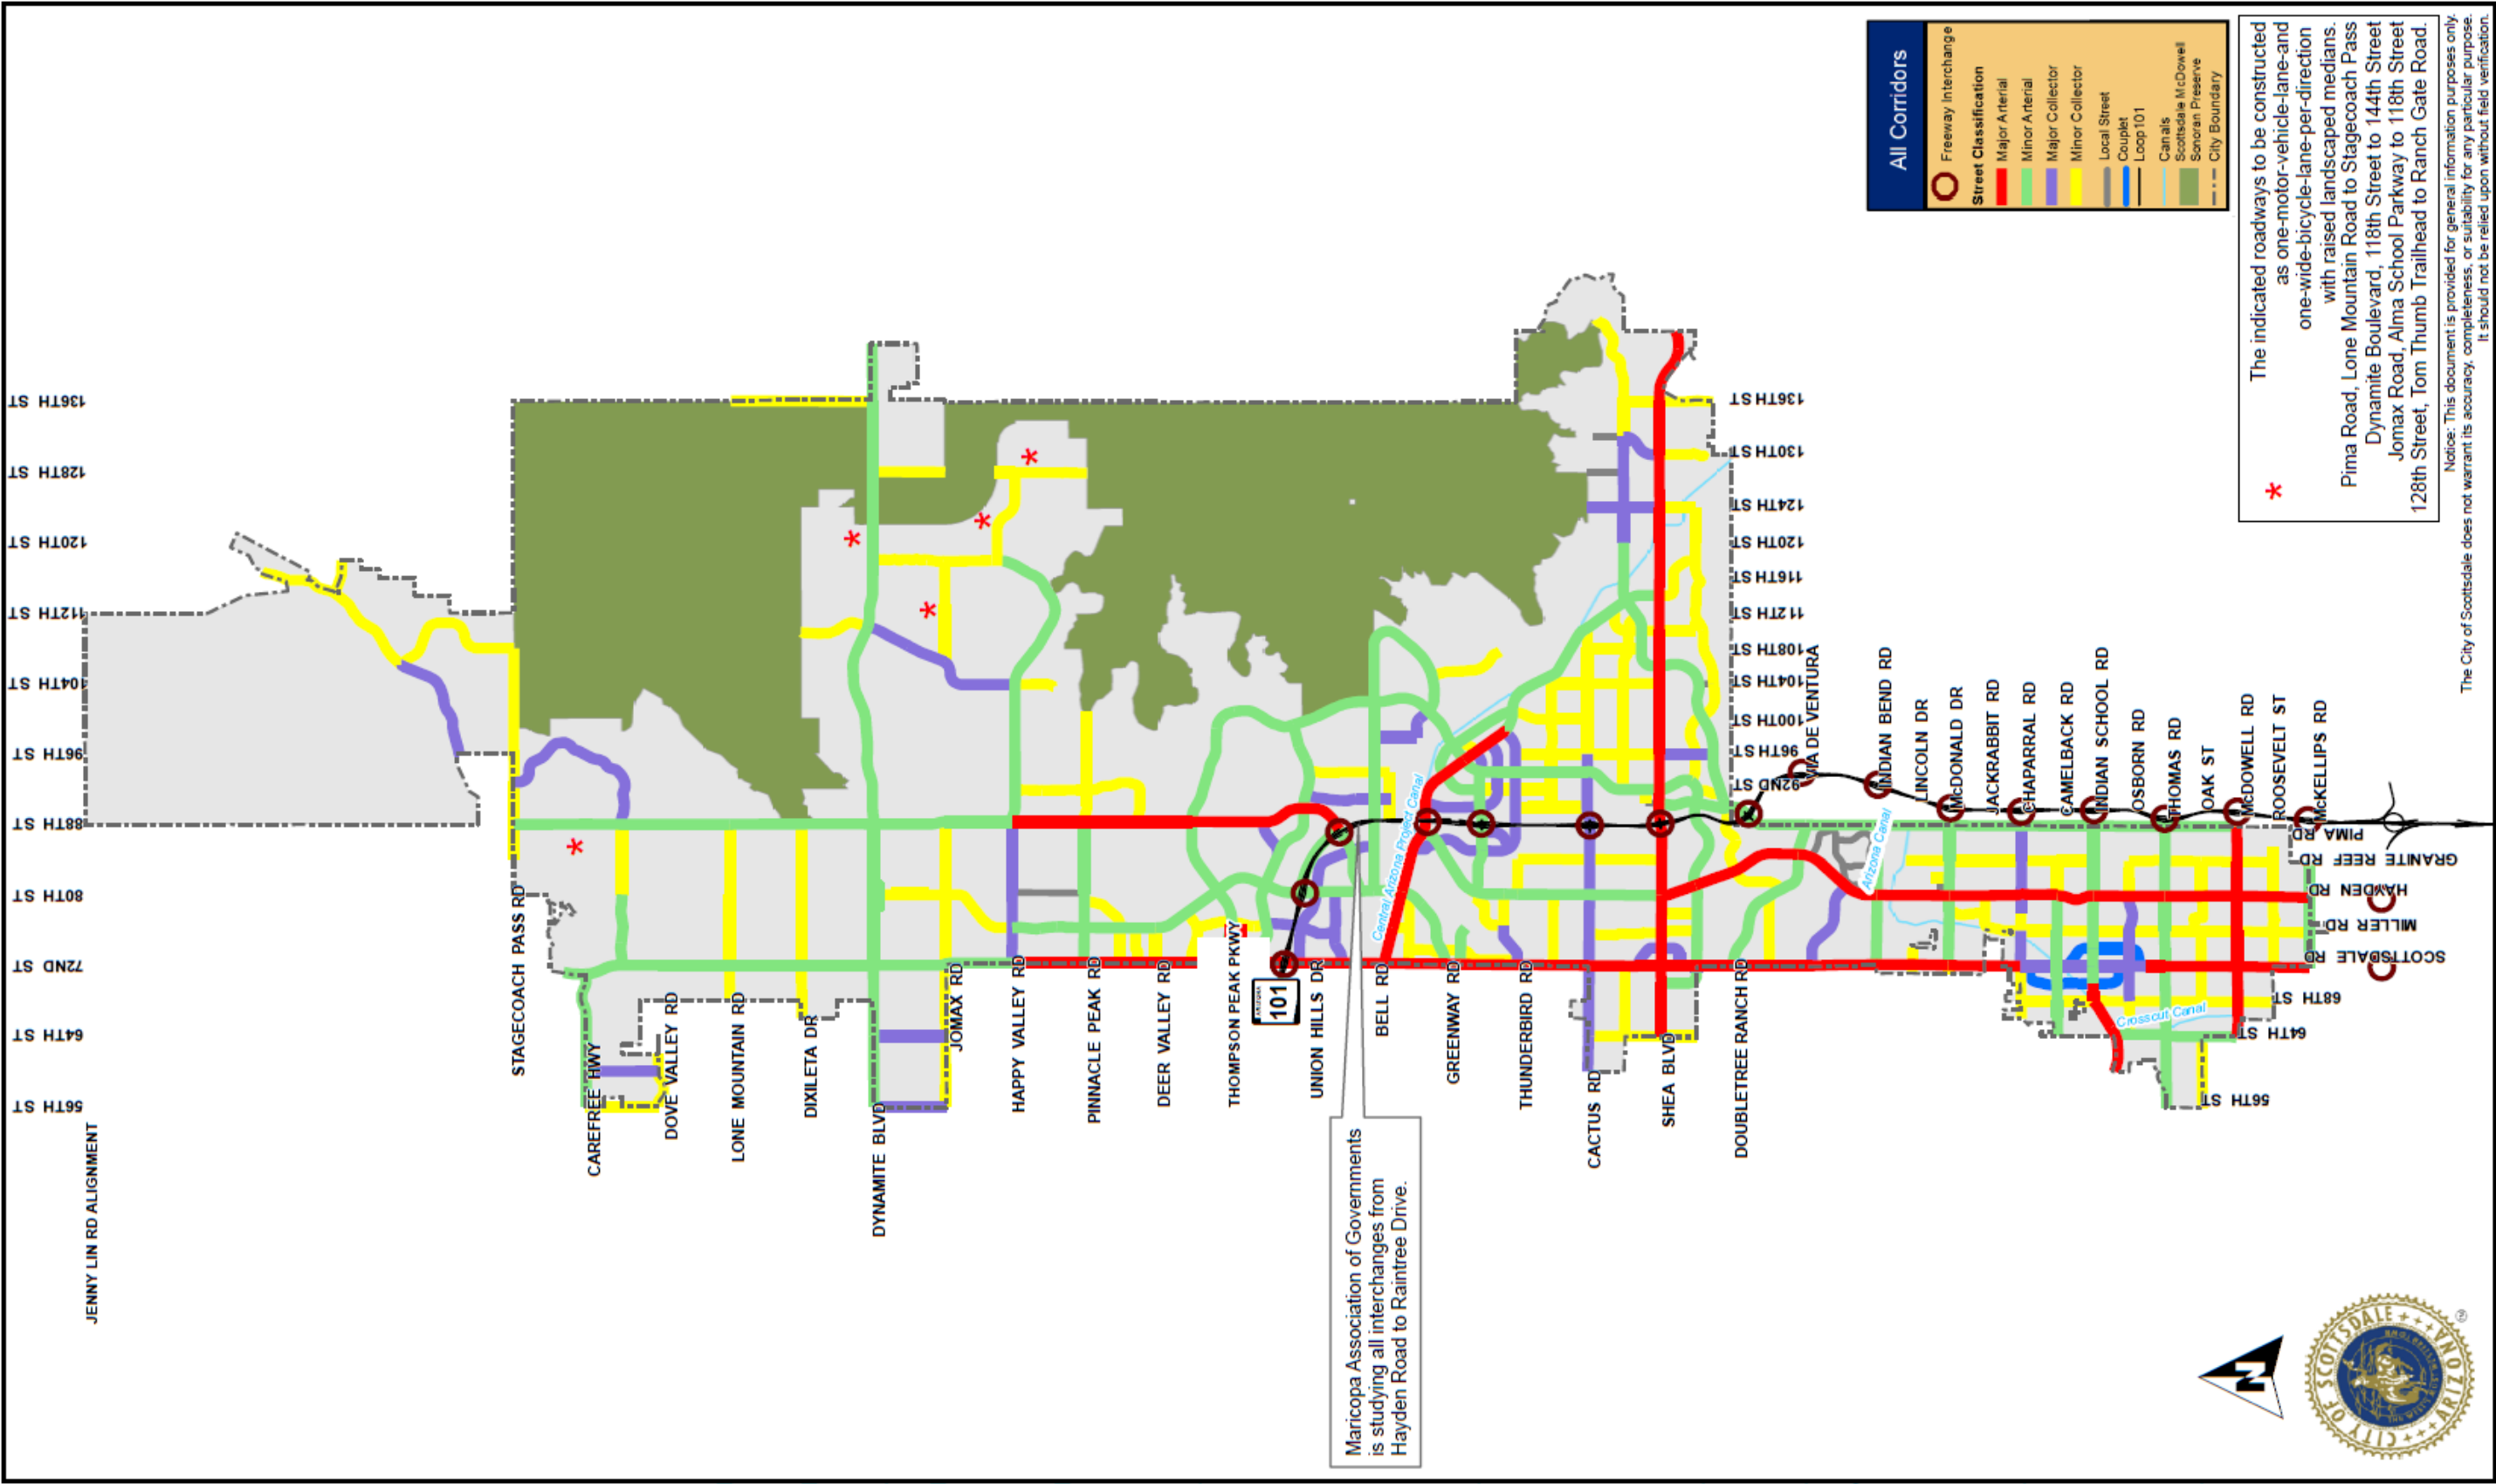 136TH ST
128TH ST
120TH ST
112TH ST
104TH ST
96TH ST
88TH ST
80TH ST
72ND ST
64TH ST
56TH ST
JENNY LIN RD ALIGNMENT
STAGECOACH PASS RD
CAREFREE HWY
DOVE VALLEY RD
LONE MOUNTAIN RD
DIXILETA DR
DYNAMITE BLVD
JOMAX RD
HAPPY VALLEY RD
PINNACLE PEAK RD
DEER VALLEY RD
THOMPSON PEAK PKWY
101
UNION HILLS DR
BELL RD
GREENWAY RD
THUNDERBIRD RD
CACTUS RD
SHEA BLVD
DOUBLETREE RANCH RD
136TH ST
130TH ST
124TH ST
120TH ST
116TH ST
112TH ST
108TH ST
104TH ST
100TH ST
96TH ST
92ND ST
VIA DE VENTURA
INDIAN BEND RD
LINCOLN DR
McDONALD DR
JACKRABBIT RD
CHAPARRAL RD
CAMELBACK RD
INDIAN SCHOOL RD
OSBORN RD
THOMAS RD
OAK ST
McDOWELL RD
ROOSEVELT ST
McKELLIPS RD
PIMA RD
GRANITE REEF RD
HAYDEN RD
MILLER RD
SCOTTSDALE RD
68TH ST
64TH ST
56TH ST
Central Arizona Project Canal
Arizona Canal
Crosscut Canal
Maricopa Association of Governments
is studying all interchanges from
Hayden Road to Raintree Drive.
All Corridors
Freeway Interchange
Street Classification
Major Arterial
Minor Arterial
Major Collector
Minor Collector
Local Street
Couplet
Loop101
Canals
Scottsdale McDowell
Sonoran Preserve
City Boundary
The indicated roadways to be constructed
as one-motor-vehicle-lane-and
one-wide-bicycle-lane-per-direction
with raised landscaped medians.
* Pima Road, Lone Mountain Road to Stagecoach Pass
Dynamite Boulevard, 118th Street to 144th Street
Jomax Road, Alma School Parkway to 118th Street
128th Street, Tom Thumb Trailhead to Ranch Gate Road.
Notice: This document is provided for general information purposes only.
The City of Scottsdale does not warrant its accuracy, completeness, or suitability for any particular purpose.
It should not be relied upon without field verification.
N
CITY OF SCOTTSDALE
ARIZONA